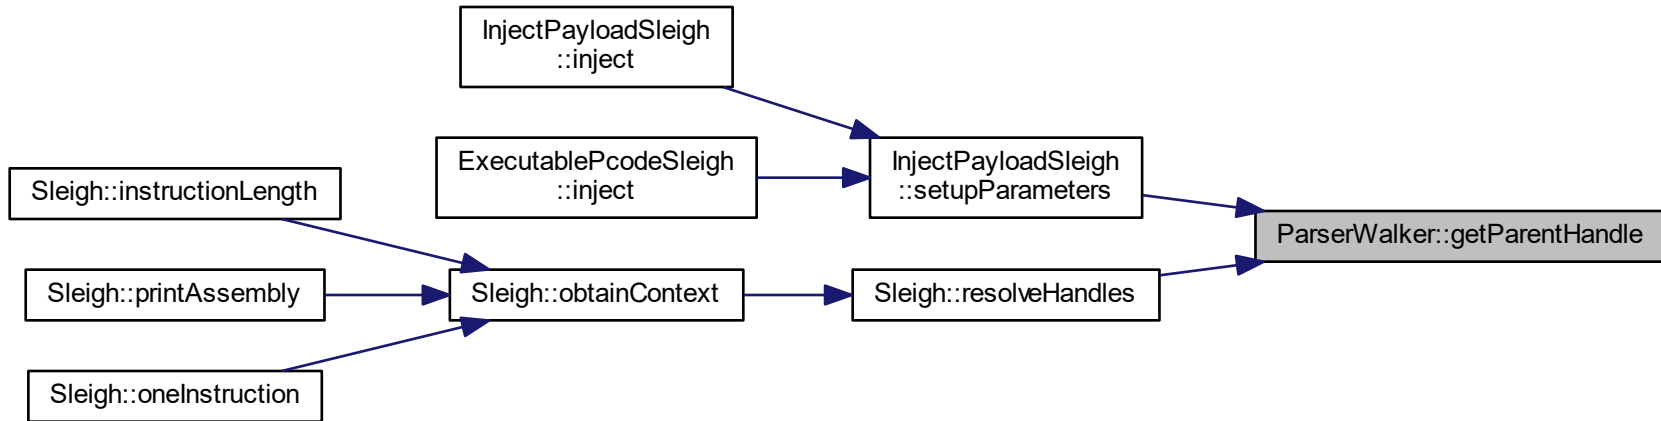 InjectPayloadSleigh
::inject
ExecutablePcodeSleigh
::inject
InjectPayloadSleigh
::setupParameters
Sleigh::instructionLength
ParserWalker::getParentHandle
Sleigh::printAssembly
Sleigh::obtainContext
Sleigh::resolveHandles
Sleigh::oneInstruction